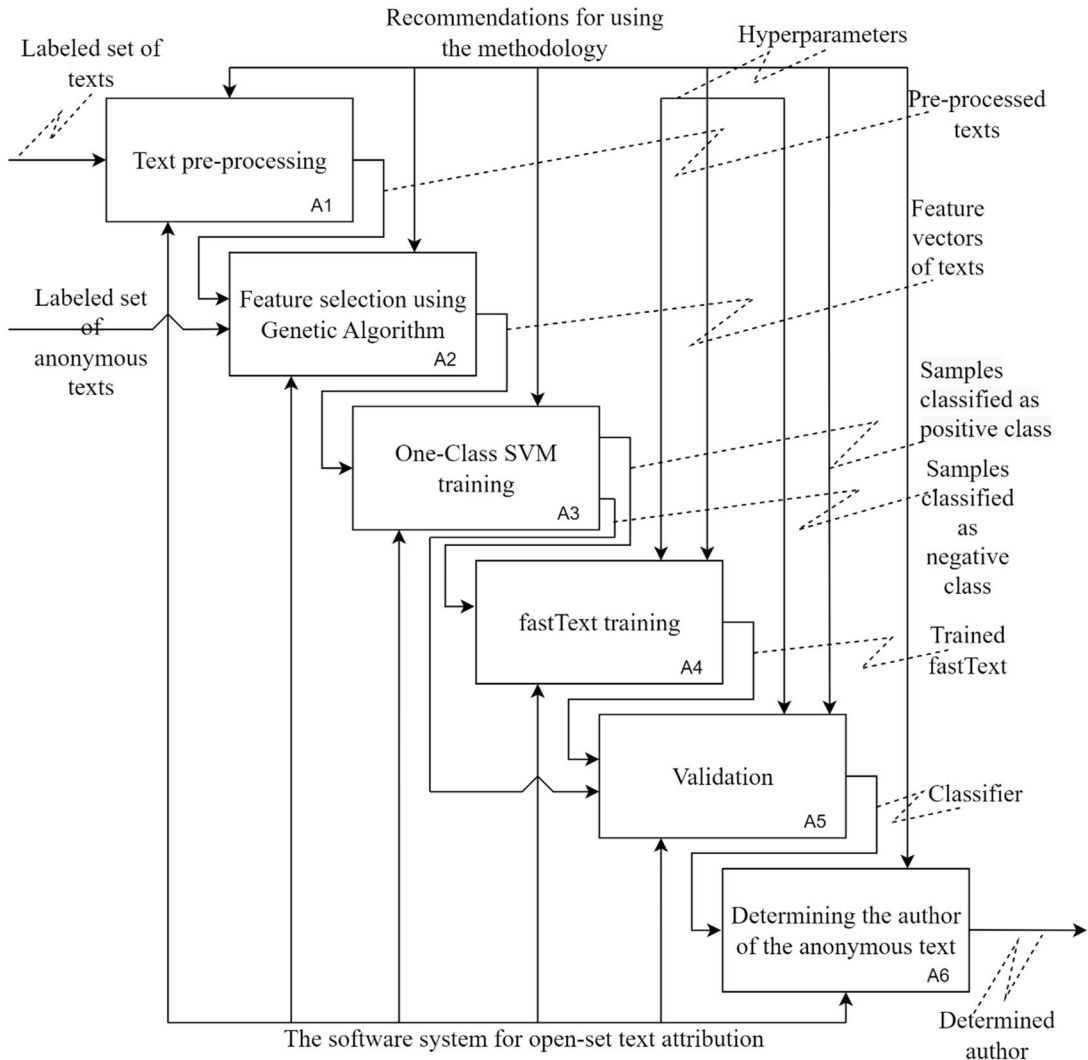 Recommendations for using
the methodology
Labeled set of
texts
Hyperparameters
Pre-processed
texts
Text pre-processing
A1
Feature
vectors
of texts
Labeled set
of
anonymous
texts
Feature selection using
Genetic Algorithm
A2
Samples
classified as
positive class
One-Class SVM
training
A3
Samples
classified
as
negative
class
fastText training
A4
Trained
fastText
Validation
A5
Classifier
Determining the author
of the anonymous text
A6
Determined
author
The software system for open-set text attribution